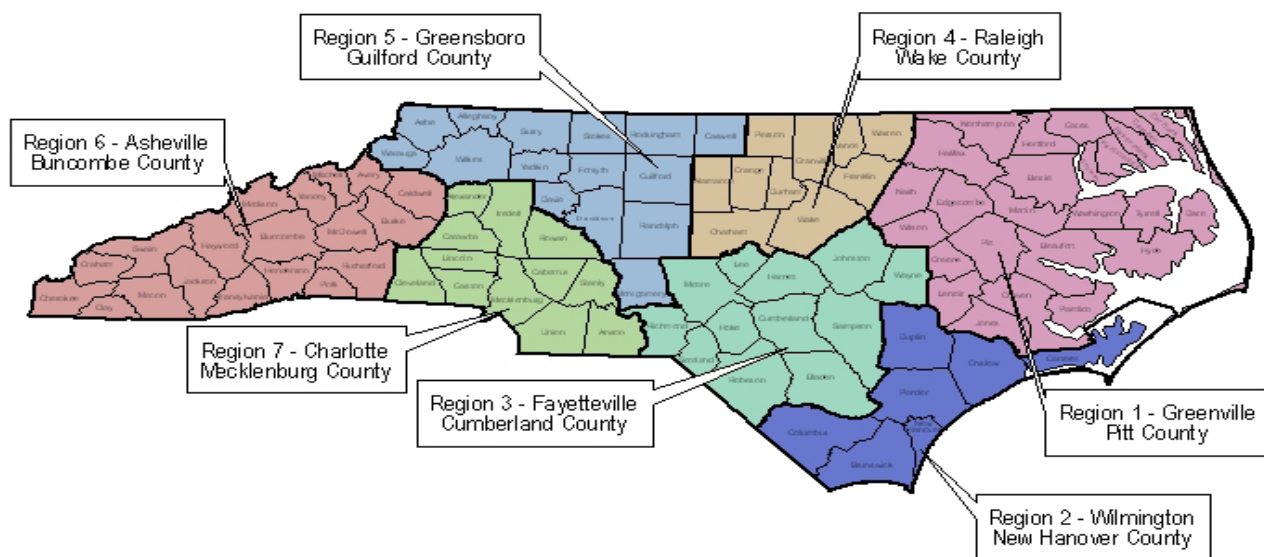 Region 5 - Greensboro
Guilford County
Region 4 - Raleigh
Wake County
Region 6 - Asheville
Buncombe County
Region 7 - Charlotte
Mecklenburg County
Region 3 - Fayetteville
Cumberland County
Region 1 - Greenville
Pitt County
Region 2 - Wilmington
New Hanover County
Ashe
Alleghany
Surry
Stokes
Rockingham
Caswell
Person
Warren
Northampton
Gates
Hertford
Halifax
Wilkes
Yadkin
Forsyth
Guilford
Orange
Durham
Franklin
Bertie
Mitchell
Avery
Caldwell
Madison
Yancey
Alexander
Iredell
Davie
Nash
Edgecombe
Martin
Washington
Tyrrell
Dare
Burke
McDowell
Catawba
Rowan
Randolph
Chatham
Wake
Wilson
Pitt
Beaufort
Hyde
Swain
Haywood
Buncombe
Rutherford
Lincoln
Cabarrus
Lee
Harnett
Johnston
Wayne
Greene
Graham
Jackson
Henderson
Polk
Cleveland
Gaston
Mecklenburg
Stanly
Montgomery
Moore
Lenoir
Craven
Pamlico
Cherokee
Clay
Macon
Union
Anson
Richmond
Hoke
Cumberland
Sampson
Duplin
Jones
Onslow
Robeson
Bladen
Pender
Columbus
Brunswick